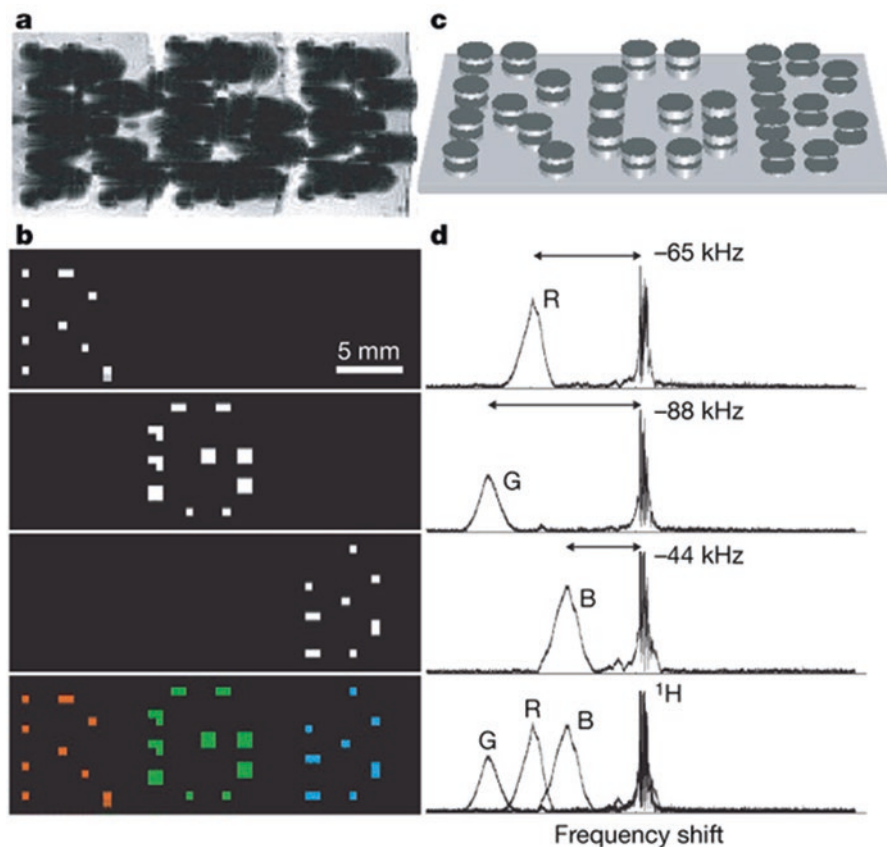 a
c
b
5 mm
d
–65 kHz
R
–88 kHz
G
–44 kHz
B
¹H
G
R
B
Frequency shift